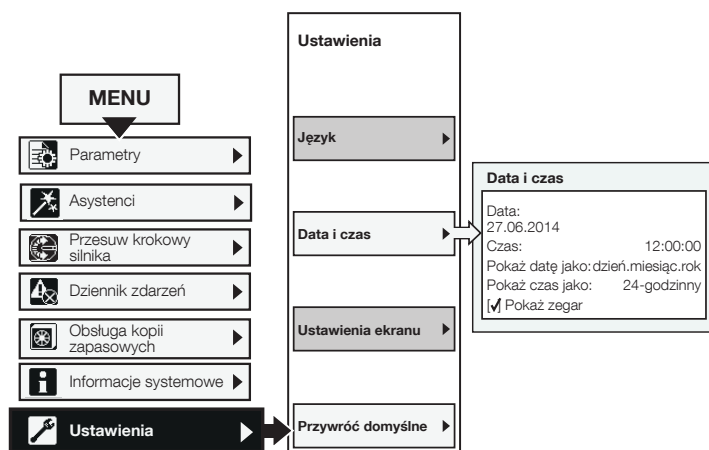 MENU
Parametry
Asystenci
Przesuw krokowy
silnika
Dziennik zdarzeń
Obsługa kopii
zapasowych
Informacje systemowe
Ustawienia
Ustawienia
Język
Data i czas
Ustawienia ekranu
Przywróć domyślne
Data i czas
Data:
27.06.2014
Czas: 12:00:00
Pokaż datę jako: dzień.miesiąc.rok
Pokaż czas jako: 24-godzinny
[✓] Pokaż zegar